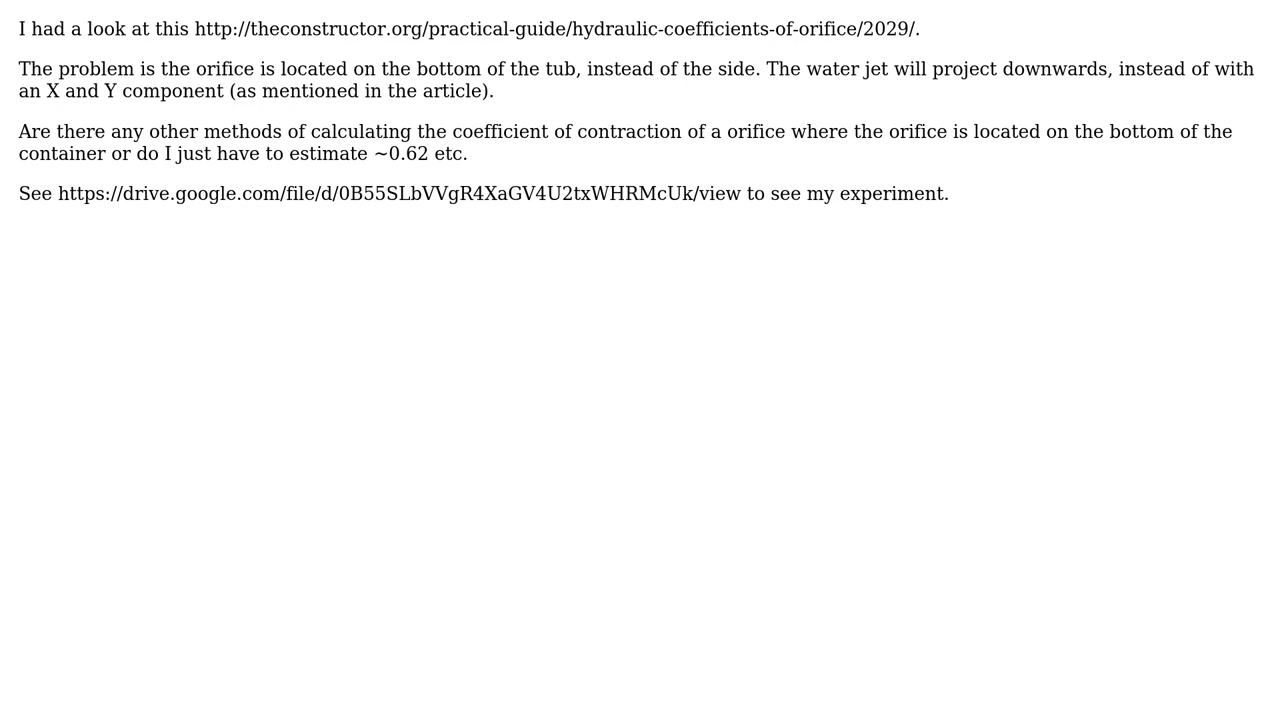 I had a look at this http://theconstructor.org/practical-guide/hydraulic-coefficients-of-orifice/2029/.
The problem is the orifice is located on the bottom of the tub, instead of the side. The water jet will project downwards, instead of with
an X and Y component (as mentioned in the article).
Are there any other methods of calculating the coefficient of contraction of a orifice where the orifice is located on the bottom of the
container or do I just have to estimate ~0.62 etc.
See https://drive.google.com/file/d/0B55SLbVVgR4XaGV4U2txWHRMcUk/view to see my experiment.